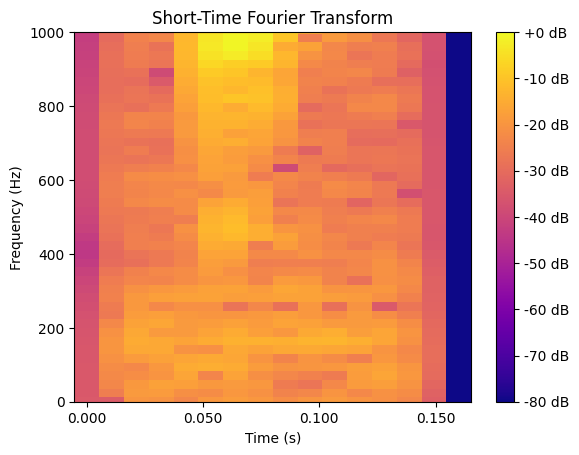 Short-Time Fourier Transform
1000
800
600
400
200
0
Frequency (Hz)
0.000
0.050
0.100
0.150
Time (s)
+0 dB
-10 dB
-20 dB
-30 dB
-40 dB
-50 dB
-60 dB
-70 dB
-80 dB